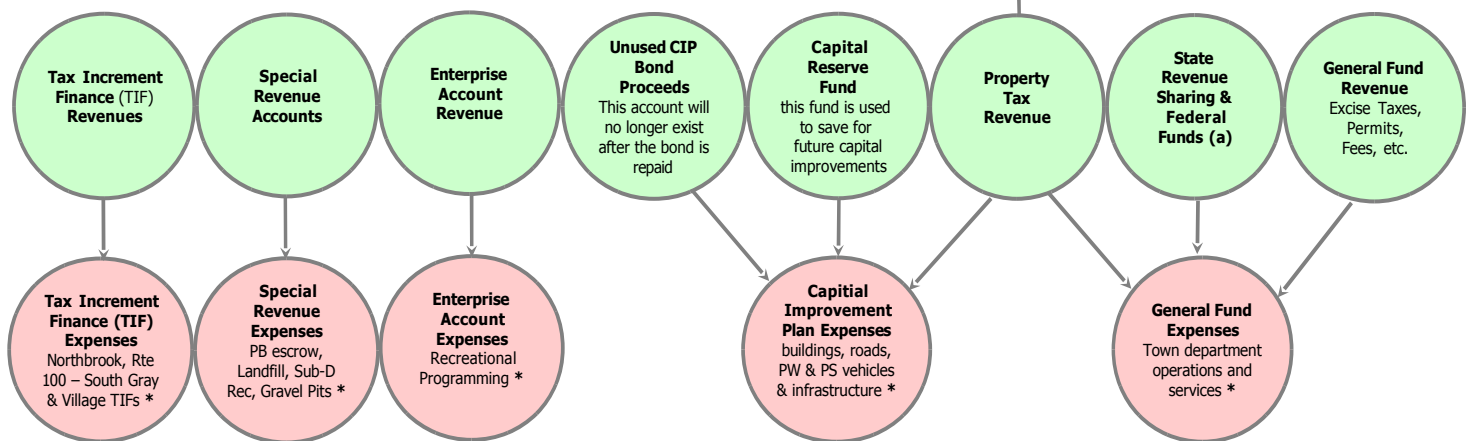 Tax Increment
Finance (TIF)
Revenues
Special
Revenue
Accounts
Enterprise
Account
Revenue
Unused CIP
Bond
Proceeds
This account will
no longer exist
after the bond is
repaid
Capital
Reserve
Fund
this fund is used
to save for
future capital
improvements
Property
Tax
Revenue
State
Revenue
Sharing &
Federal
Funds (a)
General Fund
Revenue
Excise Taxes,
Permits,
Fees, etc.
Tax Increment
Finance (TIF)
Expenses
Northbrook, Rte
100 – South Gray
& Village TIFs *
Special
Revenue
Expenses
PB escrow,
Landfill, Sub-D
Rec, Gravel Pits *
Enterprise
Account
Expenses
Recreational
Programming *
Capitial
Improvement
Plan Expenses
buildings, roads,
PW & PS vehicles
& infrastructure *
General Fund
Expenses
Town department
operations and
services *